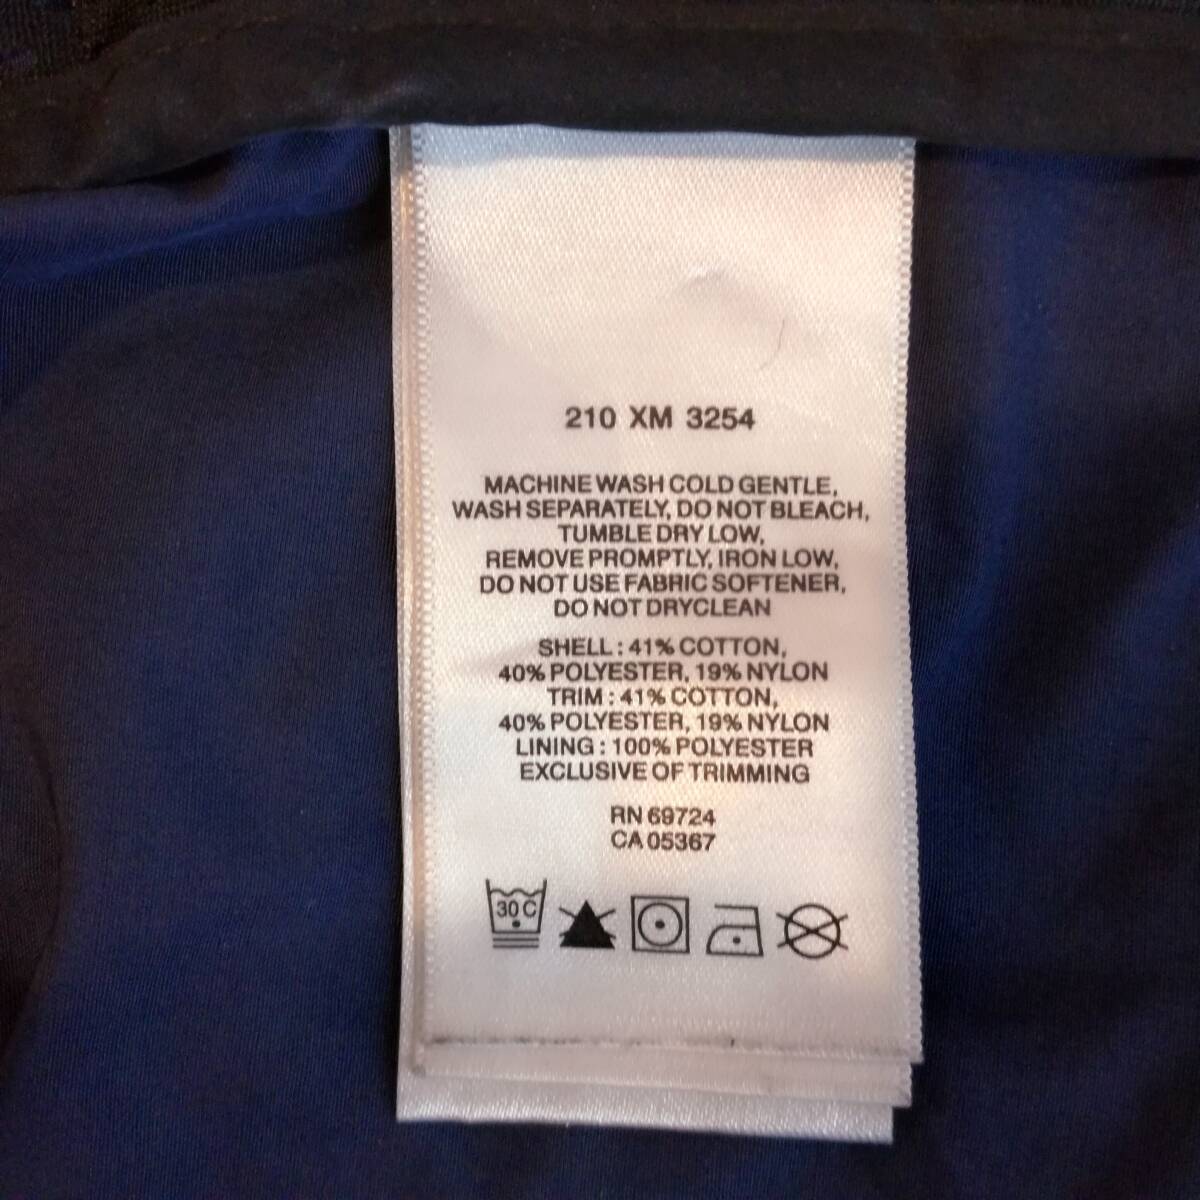 210 XM 3254
MACHINE WASH COLD GENTLE,
WASH SEPARATELY, DO NOT BLEACH,
TUMBLE DRY LOW,
REMOVE PROMPTLY, IRON LOW,
DO NOT USE FABRIC SOFTENER,
DO NOT DRYCLEAN
SHELL : 41% COTTON,
40% POLYESTER, 19% NYLON
TRIM : 41% COTTON,
40% POLYESTER, 19% NYLON
LINING : 100% POLYESTER
EXCLUSIVE OF TRIMMING
RN 69724
CA 05367
30 C